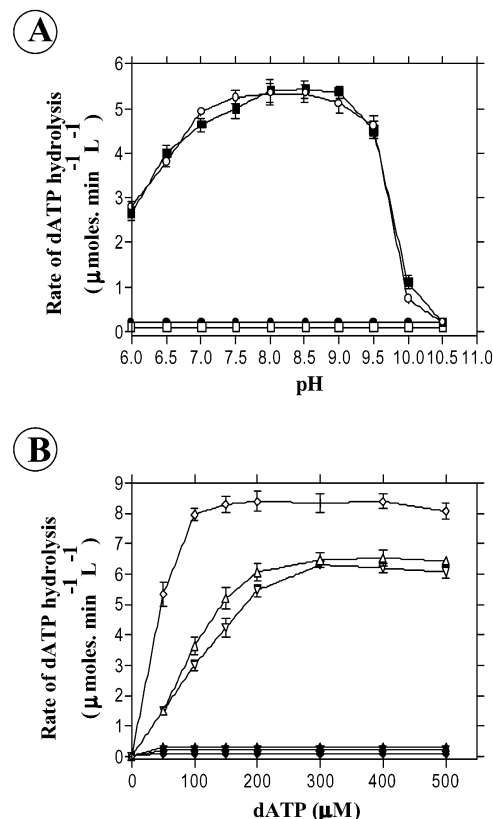 A
Rate of dATP hydrolysis
(μmoles. min-1 L-1)
6
5
4
3
2
1
0
6.0 6.5 7.0 7.5 8.0 8.5 9.0 9.5 10.0 10.5 11.0
pH
B
Rate of dATP hydrolysis
(μmoles. min-1 L-1)
9
8
7
6
5
4
3
2
1
0
0 100 200 300 400 500
dATP (μM)